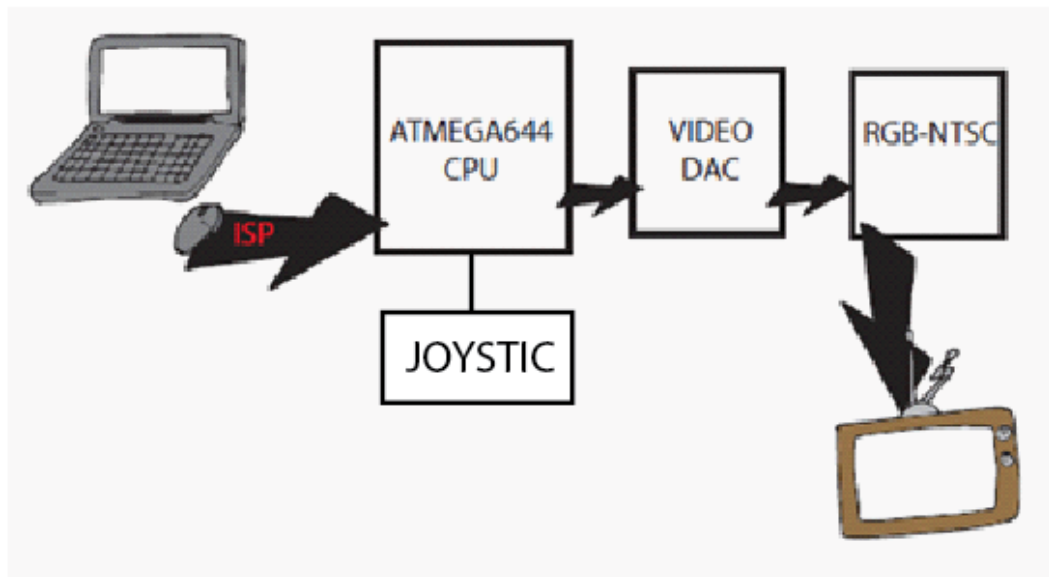 ATMEGA644
CPU
VIDEO
DAC
RGB-NTSC
ISP
JOYSTIC